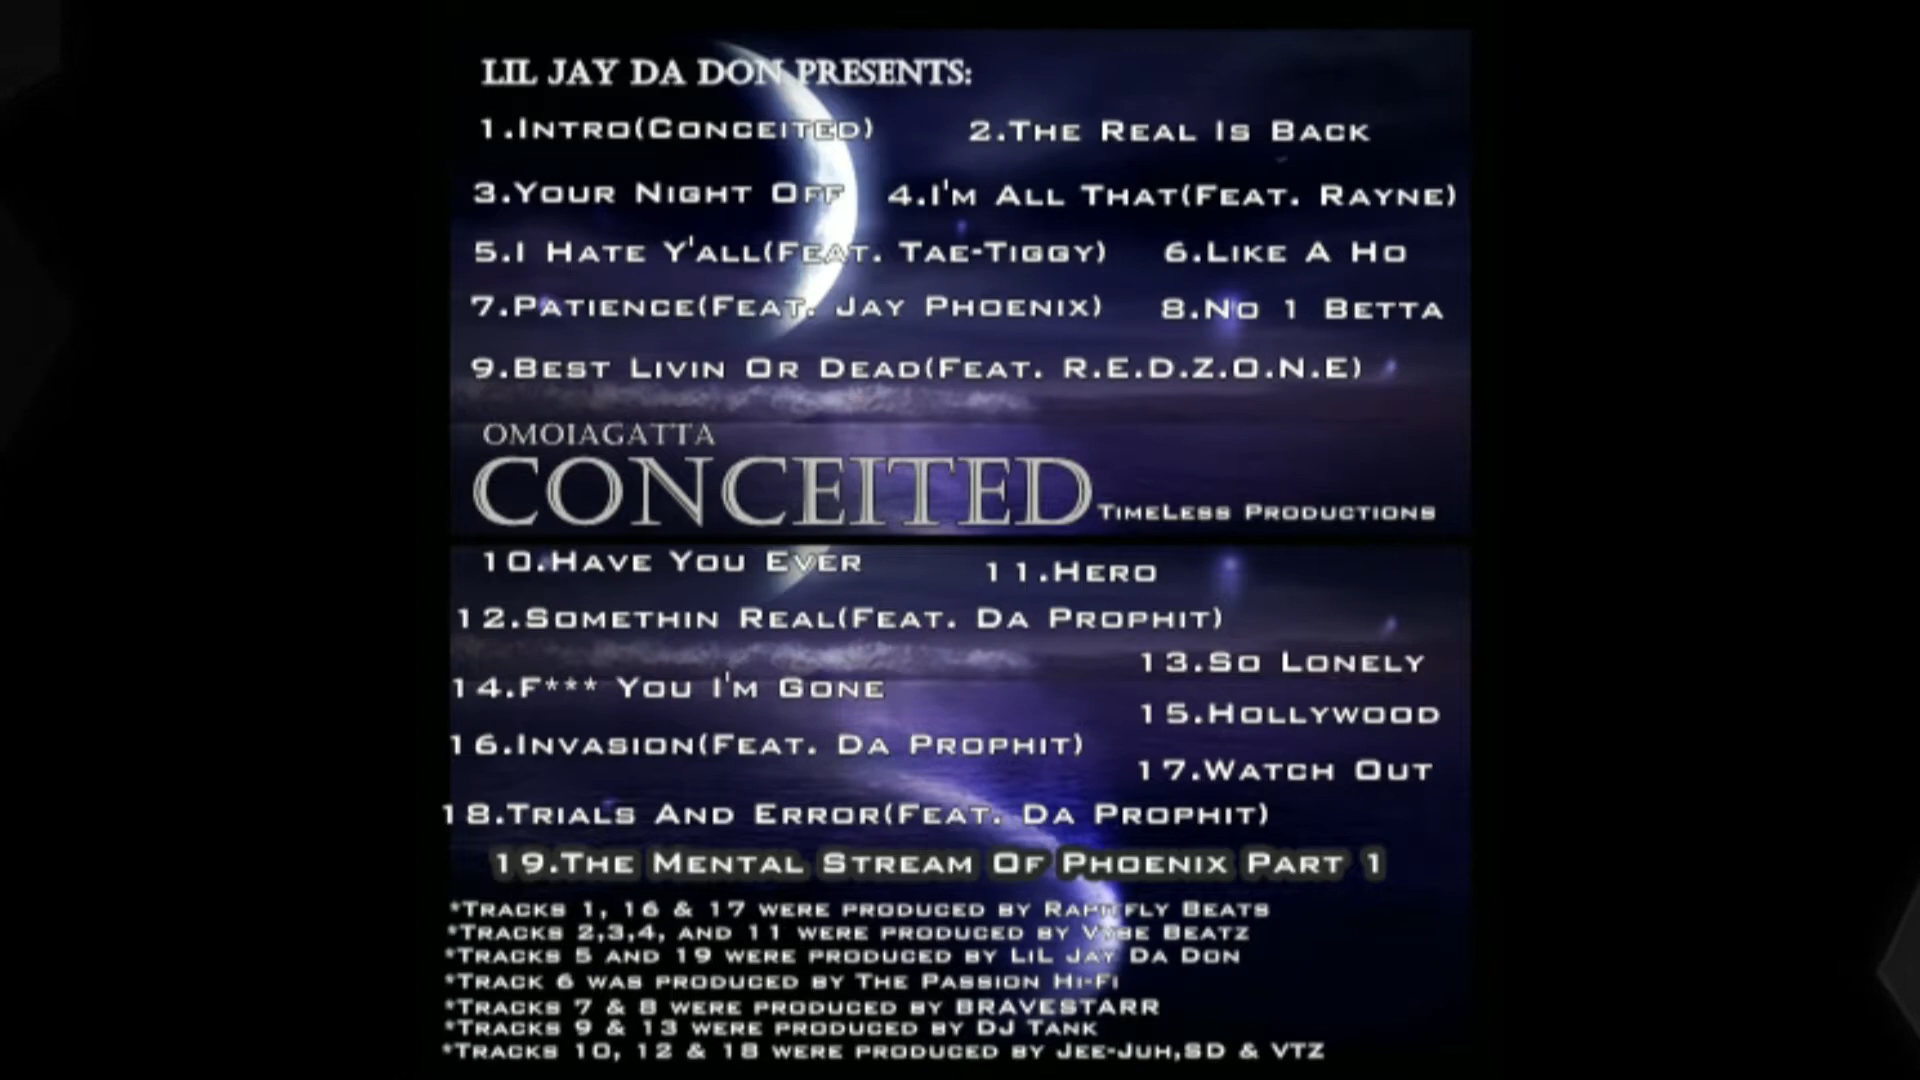 LIL JAY DA DON PRESENTS:
1.INTRO(CONCEITED) 2.THE REAL IS BACK
3.YOUR NIGHT OFF 4.I'M ALL THAT(FEAT. RAYNE)
5.I HATE Y'ALL(FEAT. TAE-TIGGY) 6.LIKE A HO
7.PATIENCE(FEAT. JAY PHOENIX) 8.NO 1 BETTA
9.BEST LIVIN OR DEAD(FEAT. R.E.D.Z.O.N.E)
OMOIAGATTA
CONCEITED TIMELESS PRODUCTIONS
10.HAVE YOU EVER 11.HERO
12.SOMETHIN REAL(FEAT. DA PROPHIT)
13.SO LONELY
14.F*** YOU I'M GONE
15.HOLLYWOOD
16.INVASION(FEAT. DA PROPHIT)
17.WATCH OUT
18.TRIALS AND ERROR(FEAT. DA PROPHIT)
19.THE MENTAL STREAM OF PHOENIX PART 1
*TRACKS 1, 16 & 17 WERE PRODUCED BY BEATS
*TRACKS 2,3,4, AND 11 WERE PRODUCED BY VYBE BEATZ
*TRACKS 5 AND 19 WERE PRODUCED BY LIL JAY DA DON
*TRACK 6 WAS PRODUCED BY THE PASSION HI-FI
*TRACKS 7 & 8 WERE PRODUCED BY BRAVESTARR
*TRACKS 9 & 13 WERE PRODUCED BY DJ TANK
*TRACKS 10, 12 & 18 WERE PRODUCED BY JEE-JUH,SD & VTZ